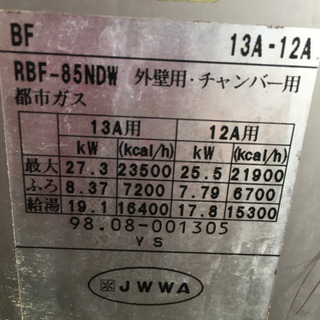 BF 13A-12A
RBF-85NDW 外壁用・チャンバー用
都市ガス
13A用 12A用
kW (kcal/h) kW (kcal/h)
最大 27.3 23500 25.5 21900
ふろ 8.37 7200 7.79 6700
給湯 19.1 16400 17.8 15300
98.08-001305
YS
JWWA